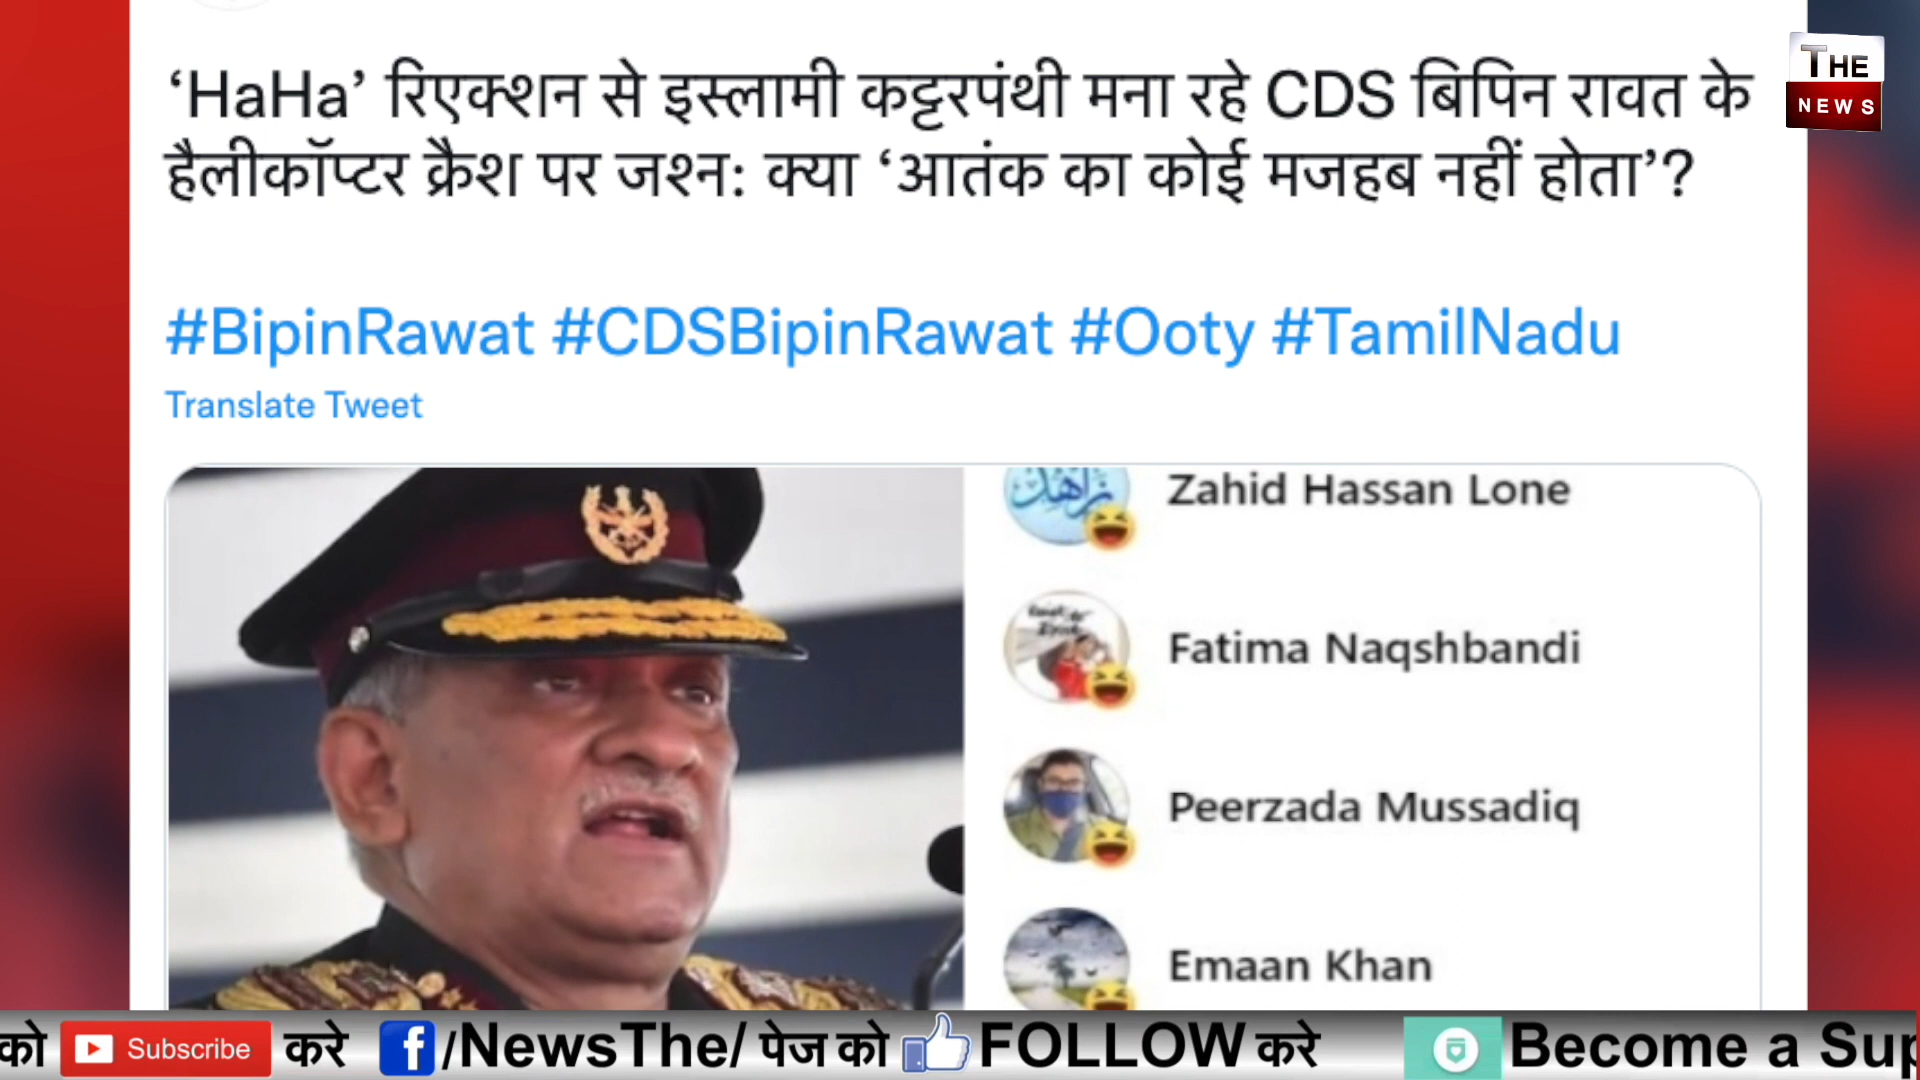 ‘HaHa’ रिएक्शन से इस्लामी कट्टरपंथी मना रहे CDS बिपिन रावत के
हैलीकॉप्टर क्रैश पर जश्न: क्या ‘आतंक का कोई मजहब नहीं होता’?
THE
NEWS
#BipinRawat #CDSBipinRawat #Ooty #TamilNadu
Translate Tweet
Zahid Hassan Lone
Fatima Naqshbandi
Peerzada Mussadiq
Emaan Khan
को Subscribe करे f/NewsThe/ पेज को FOLLOW करे Become a Sup